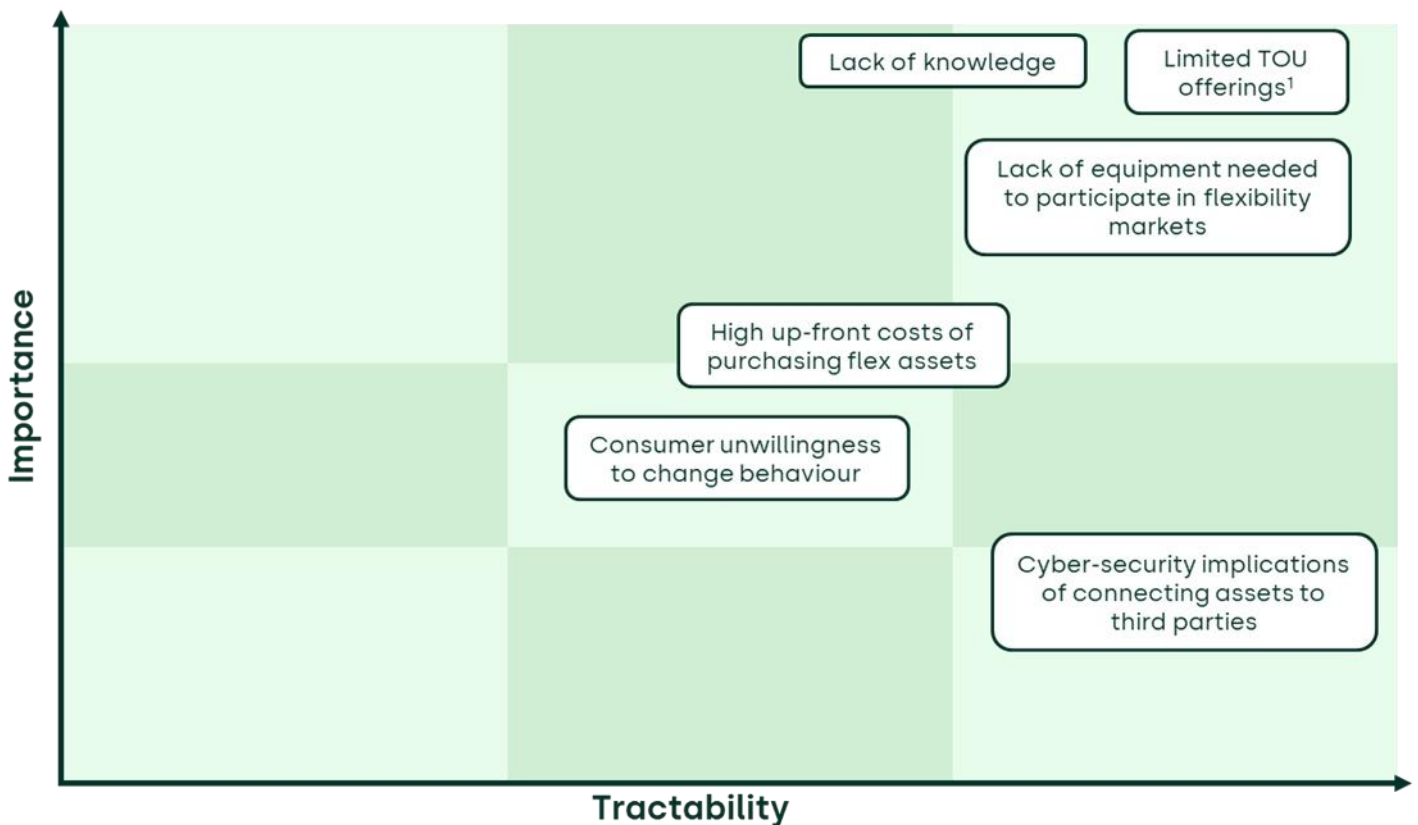 Lack of knowledge
Limited TOU
offerings¹
Lack of equipment needed
to participate in flexibility
markets
High up-front costs of
purchasing flex assets
Consumer unwillingness
to change behaviour
Cyber-security implications
of connecting assets to
third parties
Importance
Tractability